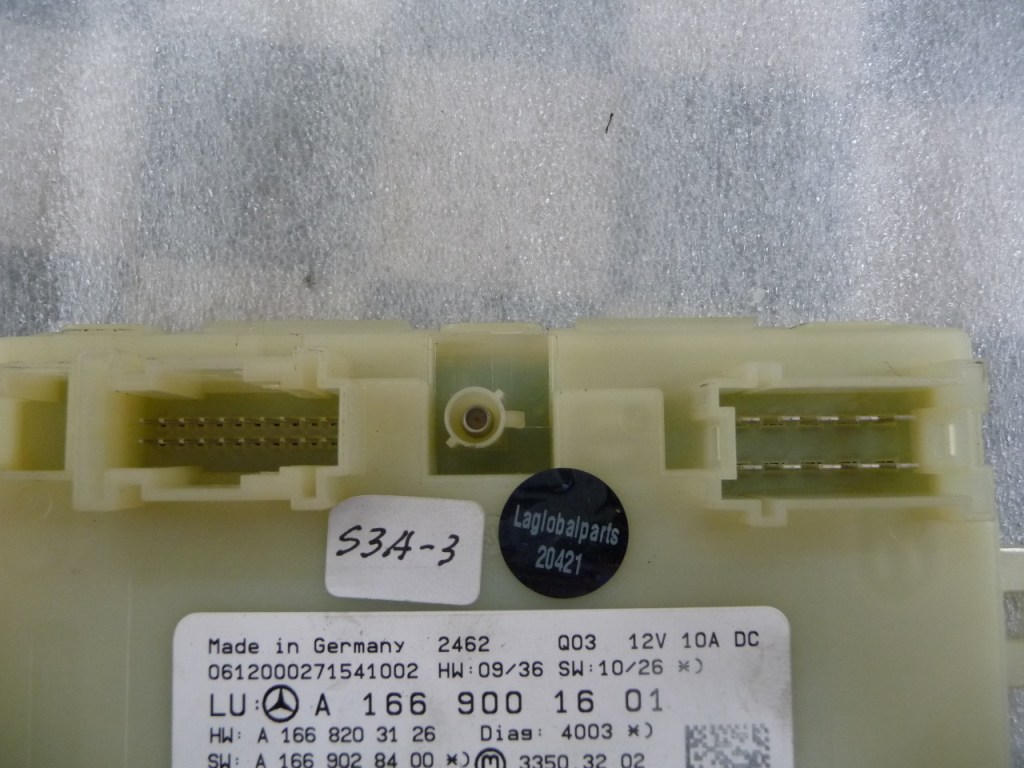 S3A-3
Laglobalparts
20421
Made in Germany 2462 Q03 12V 10A DC
0612000271541002 HW:09/36 SW:10/26 *)
LU: A 166 900 16 01
HW: A 166 820 31 26 Diag: 4003 *)
SW: A 166 902 84 00 *) m 3350 32 02